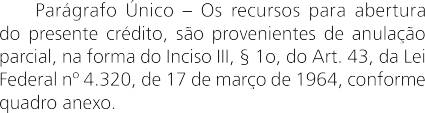 Parágrafo Único – Os recursos para abertura
do presente crédito, são provenientes de anulação
parcial, na forma do Inciso III, § 1o, do Art. 43, da Lei
Federal nº 4.320, de 17 de março de 1964, conforme
quadro anexo.